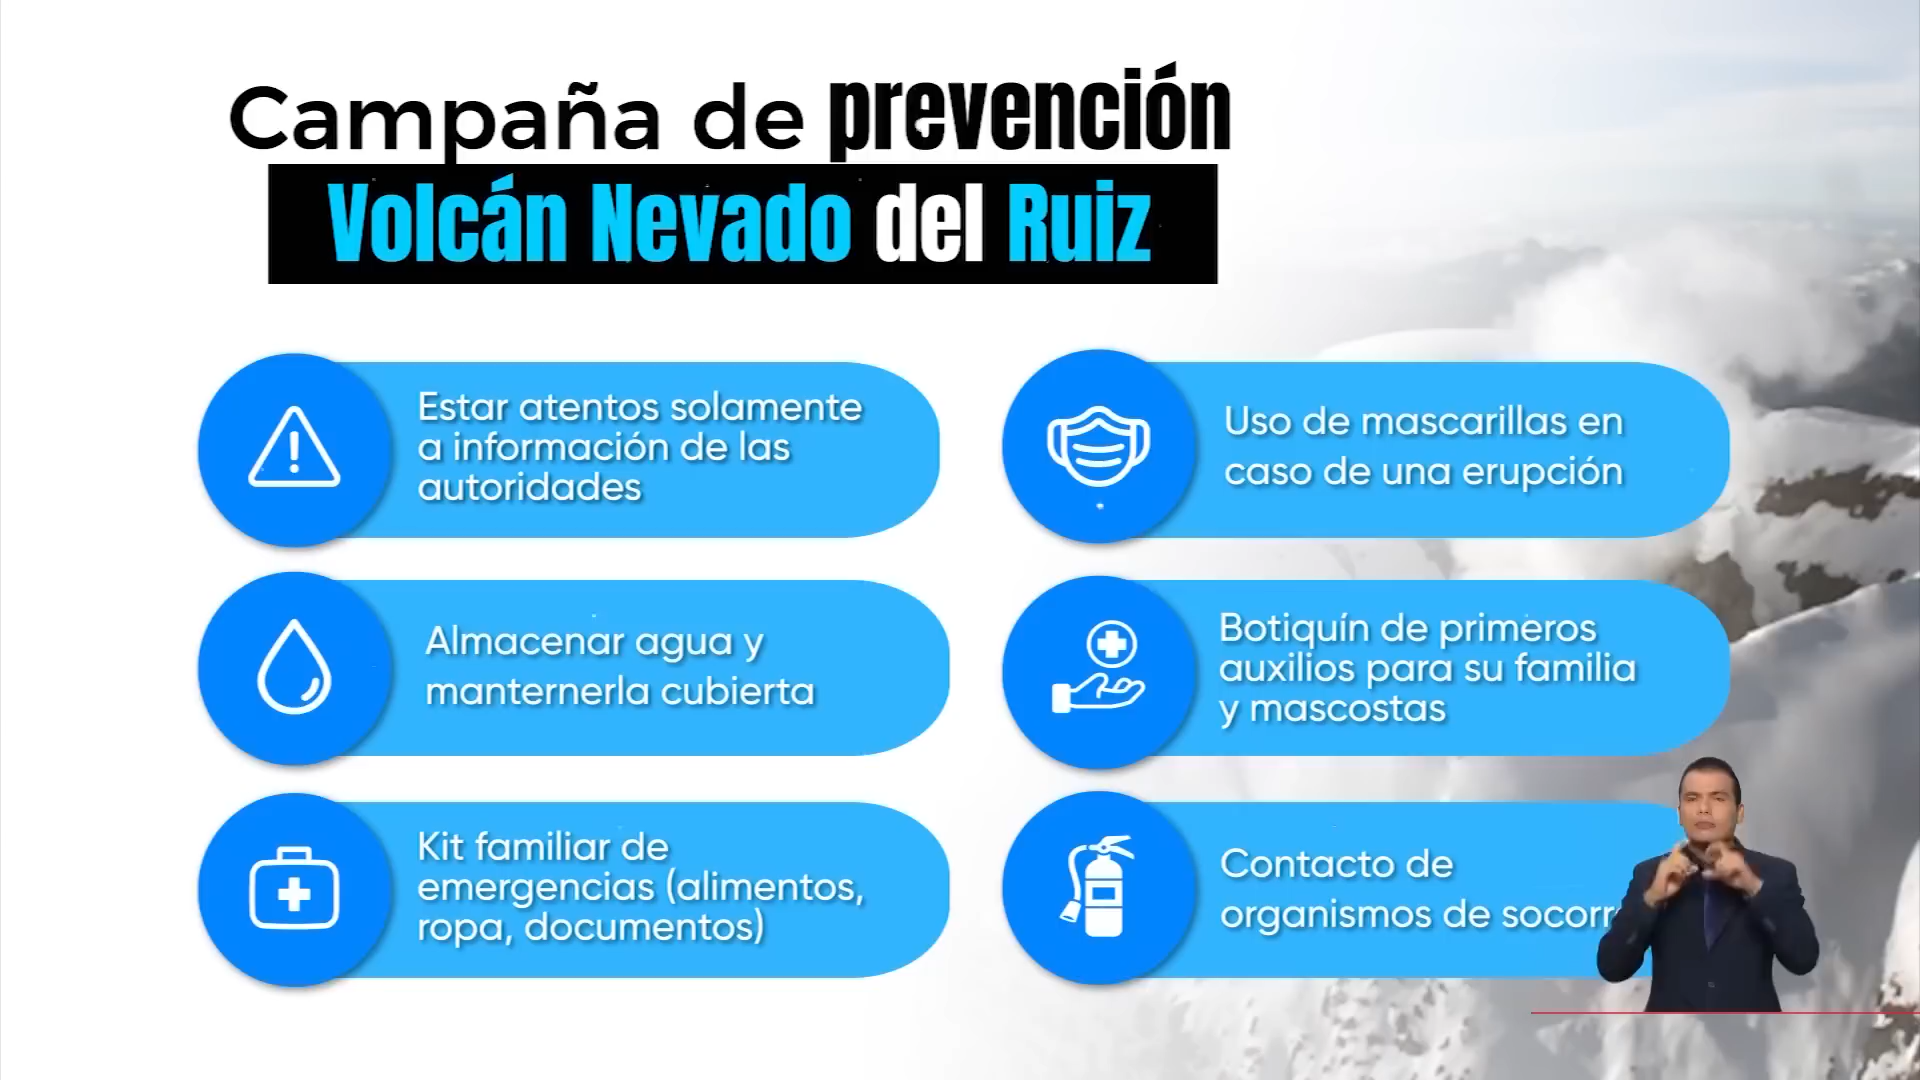 Campaña de prevención
Volcán Nevado del Ruiz
Estar atentos solamente
a información de las
autoridades
Almacenar agua y
manternerla cubierta
Kit familiar de
emergencias (alimentos,
ropa, documentos)
Uso de mascarillas en
caso de una erupción
Botiquín de primeros
auxilios para su familia
y mascostas
Contacto de
organismos de